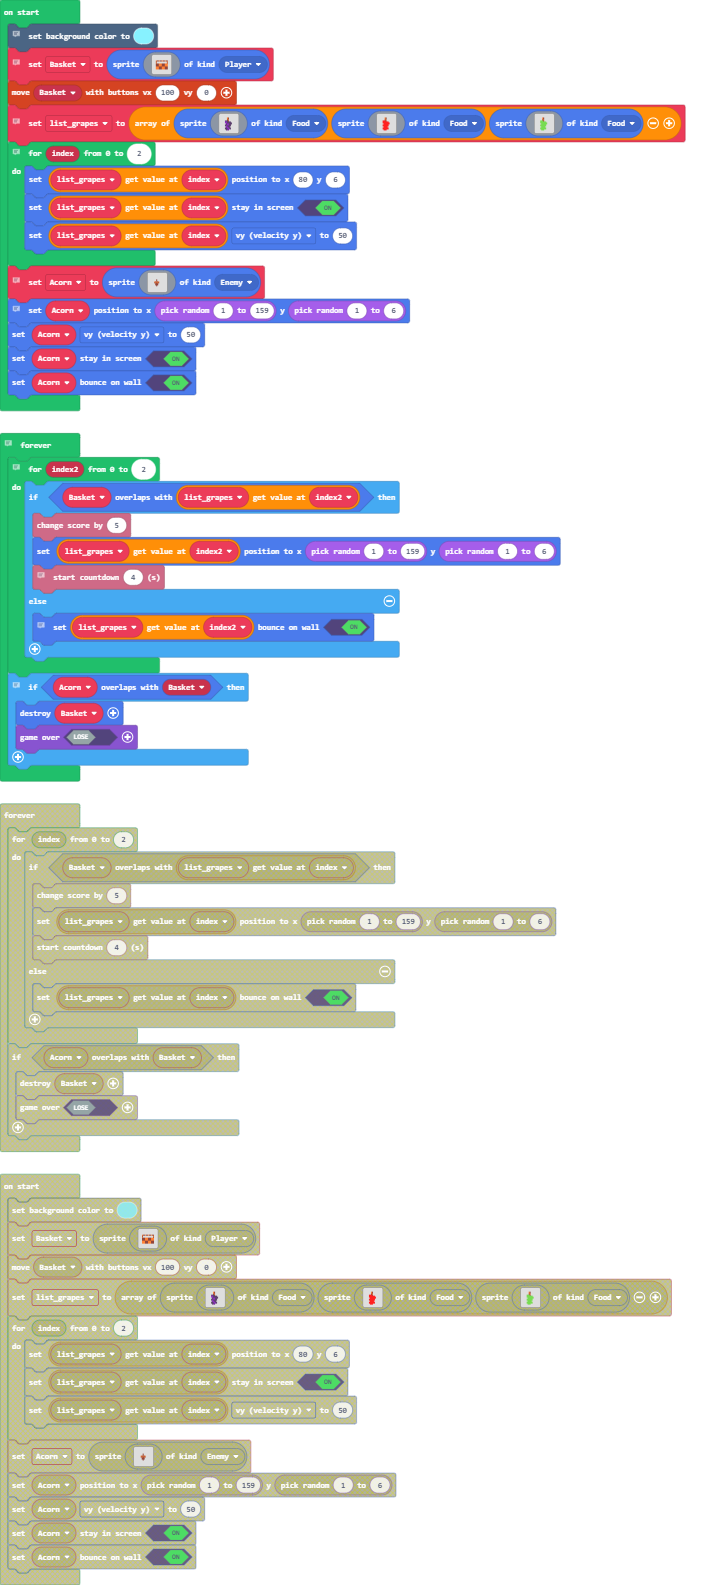 on start
set background color to
set Basket to sprite of kind Player
move Basket with buttons vx 100 vy 0
set list_grapes to array of sprite of kind Food sprite of kind Food sprite of kind Food
for index from 0 to 2
do
set list_grapes get value at index position to x 80 y 6
set list_grapes get value at index stay in screen ON
set list_grapes get value at index vy (velocity y) to 50
set Acorn to sprite of kind Enemy
set Acorn position to x pick random 1 to 159 y pick random 1 to 6
set Acorn vy (velocity y) to 50
set Acorn stay in screen ON
set Acorn bounce on wall ON
forever
for index2 from 0 to 2
do
if Basket overlaps with list_grapes get value at index2 then
change score by 5
set list_grapes get value at index2 position to x pick random 1 to 159 y pick random 1 to 6
start countdown 4 (s)
else
set list_grapes get value at index2 bounce on wall ON
if Acorn overlaps with Basket then
destroy Basket
game over LOSE
forever
for index from 0 to 2
do
if Basket overlaps with list_grapes get value at index then
change score by 5
set list_grapes get value at index position to x pick random 1 to 159 y pick random 1 to 6
start countdown 4 (s)
else
set list_grapes get value at index bounce on wall ON
if Acorn overlaps with Basket then
destroy Basket
game over LOSE
on start
set background color to
set Basket to sprite of kind Player
move Basket with buttons vx 100 vy 0
set list_grapes to array of sprite of kind Food sprite of kind Food sprite of kind Food
for index from 0 to 2
do
set list_grapes get value at index position to x 80 y 6
set list_grapes get value at index stay in screen ON
set list_grapes get value at index vy (velocity y) to 50
set Acorn to sprite of kind Enemy
set Acorn position to x pick random 1 to 159 y pick random 1 to 6
set Acorn vy (velocity y) to 50
set Acorn stay in screen ON
set Acorn bounce on wall ON